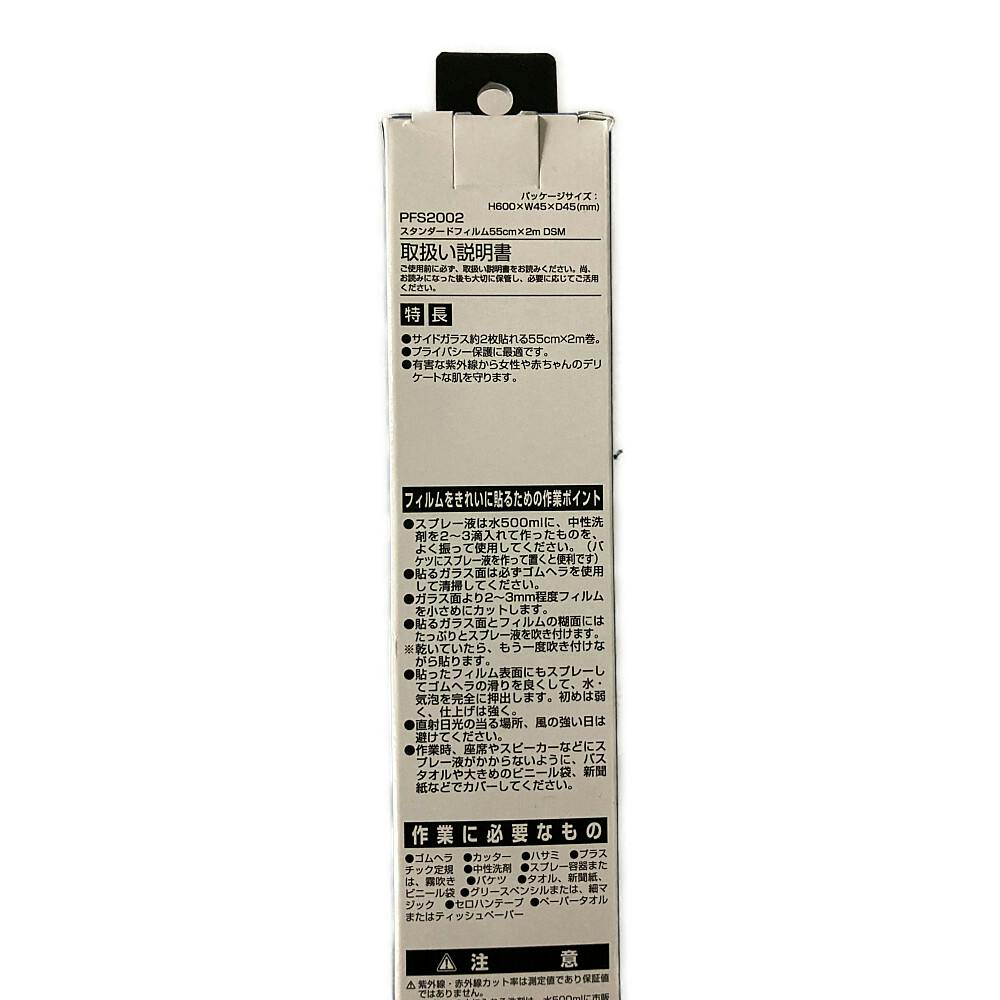 パッケージサイズ：
H600×W45×D45(mm)
PFS2002
スタンダードフィルム55cm×2m DSM
取扱い説明書
ご使用前に必ず、取扱い説明書をお読みください。尚、
お読みになった後も大切に保管し、必要に応じてご活用
ください。
特長
●サイドガラス約2枚貼れる55cm×2m巻。
●プライバシー保護に最適です。
●有害な紫外線から女性や赤ちゃんのデリ
ケートな肌を守ります。
フィルムをきれいに貼るための作業ポイント
●スプレー液は水500mlに、中性洗
剤を2〜3滴入れて作ったものを、
よく振って使用してください。（バ
ケツにスプレー液を作って置くと便利です）
●貼るガラス面は必ずゴムヘラを使用
して清掃してください。
●ガラス面より2〜3mm程度フィルム
を小さめにカットします。
●貼るガラス面とフィルムの糊面には
たっぷりとスプレー液を吹き付けます。
※乾いていたら、もう一度吹き付けな
がら貼ります。
●貼ったフィルム表面にもスプレーし
てゴムヘラの滑りを良くして、水・
気泡を完全に押出します。初めは弱
く、仕上げは強く。
●直射日光の当る場所、風の強い日は
避けてください。
●作業時、座席やスピーカーなどにス
プレー液がかからないように、バス
タオルや大きめのビニール袋、新聞
紙などでカバーしてください。
作業に必要なもの
●ゴムヘラ ●カッター ●ハサミ ●プラス
チック定規 ●中性洗剤 ●スプレー容器また
は、霧吹き ●バケツ ●タオル、新聞紙、
ビニール袋 ●グリースペンシルまたは、細マ
ジック ●セロハンテープ ●ペーパータオル
またはティッシュペーパー
⚠ 注意
⚠紫外線・赤外線カット率は測定値であり保証値
ではありません。